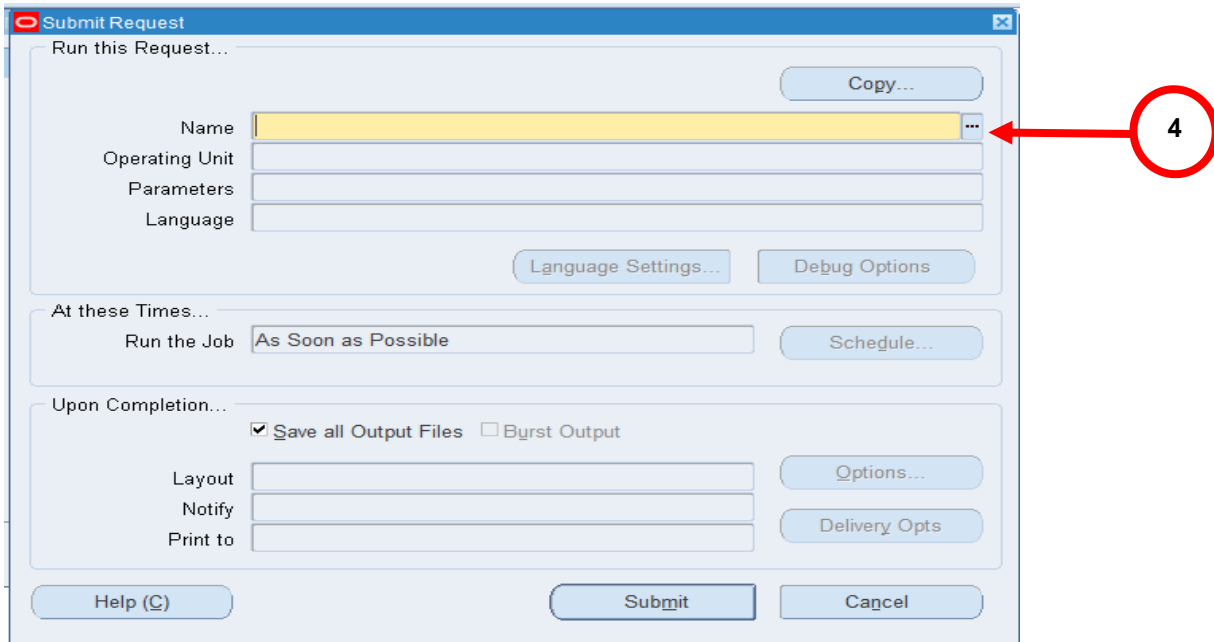 Submit Request
Run this Request...
Copy...
Name
4
Operating Unit
Parameters
Language
Language Settings...
Debug Options
At these Times...
Run the Job As Soon as Possible
Schedule...
Upon Completion...
Save all Output Files Burst Output
Layout
Options...
Notify
Delivery Opts
Print to
Help (C)
Submit
Cancel